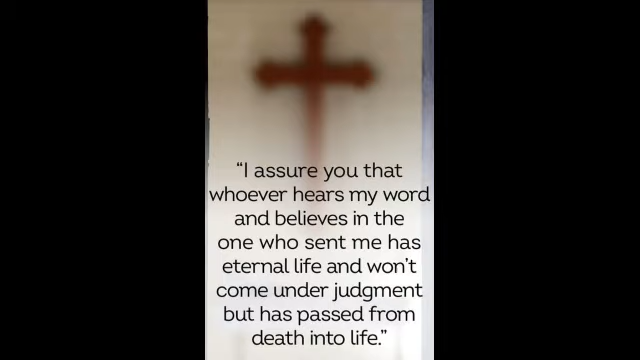 “I assure you that
whoever hears my word
and believes in the
one who sent me has
eternal life and won’t
come under judgment
but has passed from
death into life.”